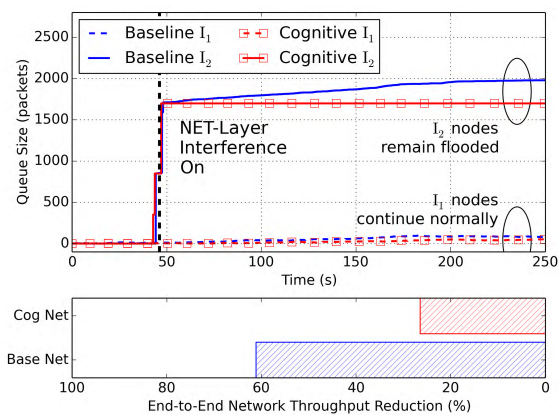 Baseline I1
Cognitive I1
Baseline I2
Cognitive I2
2500
2000
1500
1000
500
0
Queue Size (packets)
NET-Layer
Interference
On
I2 nodes
remain flooded
I1 nodes
continue normally
0 50 100 150 200 250
Time (s)
Cog Net
Base Net
100 80 60 40 20 0
End-to-End Network Throughput Reduction (%)